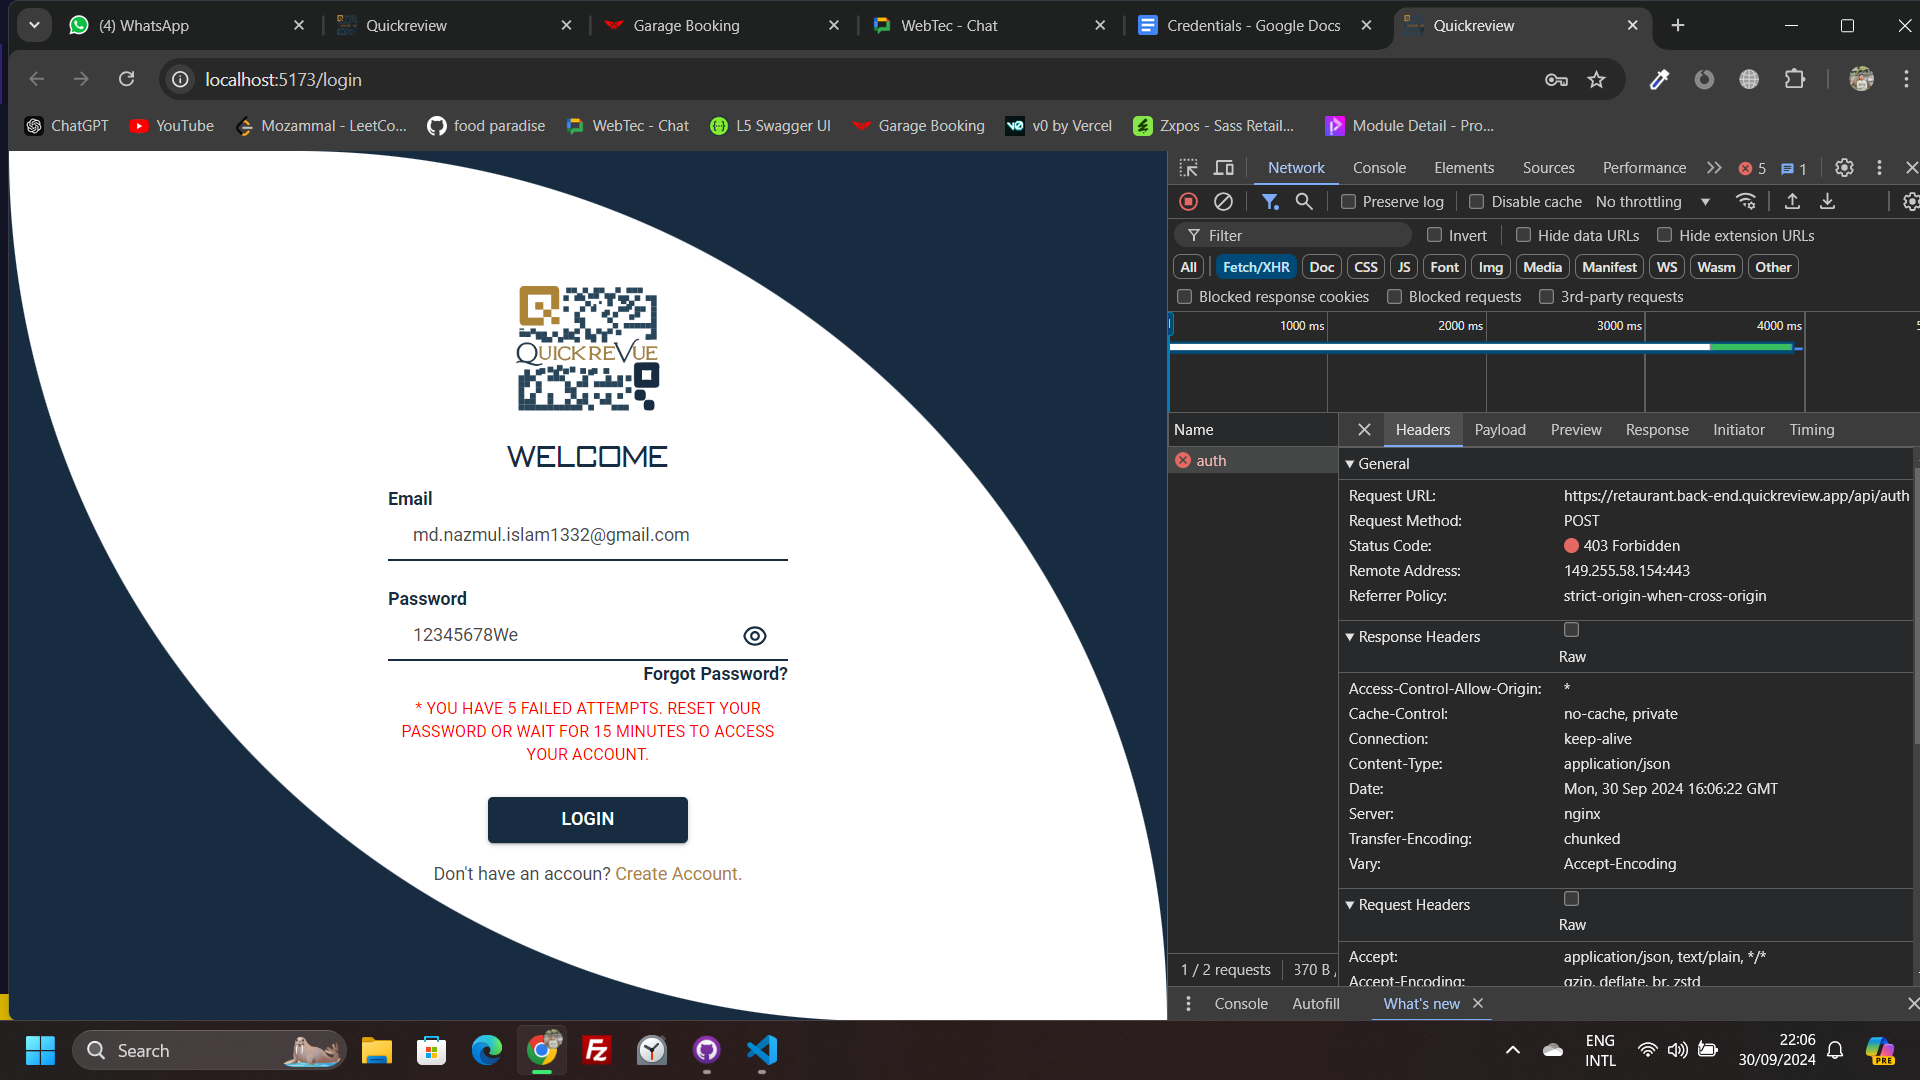 (4) WhatsApp
Quickreview
Garage Booking
WebTec - Chat
Credentials - Google Docs
Quickreview
localhost:5173/login
ChatGPT
YouTube
Mozammal - LeetCo...
food paradise
WebTec - Chat
L5 Swagger UI
Garage Booking
v0 by Vercel
Zxpos - Sass Retail...
Module Detail - Pro...
QUICKREVUE
WELCOME
Email
md.nazmul.islam1332@gmail.com
Password
12345678We
Forgot Password?
* YOU HAVE 5 FAILED ATTEMPTS. RESET YOUR
PASSWORD OR WAIT FOR 15 MINUTES TO ACCESS
YOUR ACCOUNT.
LOGIN
Don't have an accoun? Create Account.
Network
Console
Elements
Sources
Performance
5
1
Preserve log
Disable cache
No throttling
Filter
Invert
Hide data URLs
Hide extension URLs
All
Fetch/XHR
Doc
CSS
JS
Font
Img
Media
Manifest
WS
Wasm
Other
Blocked response cookies
Blocked requests
3rd-party requests
1000 ms
2000 ms
3000 ms
4000 ms
Name
Headers
Payload
Preview
Response
Initiator
Timing
auth
General
Request URL: https://retaurant.back-end.quickreview.app/api/auth
Request Method: POST
Status Code: 403 Forbidden
Remote Address: 149.255.58.154:443
Referrer Policy: strict-origin-when-cross-origin
Response Headers
Raw
Access-Control-Allow-Origin: *
Cache-Control: no-cache, private
Connection: keep-alive
Content-Type: application/json
Date: Mon, 30 Sep 2024 16:06:22 GMT
Server: nginx
Transfer-Encoding: chunked
Vary: Accept-Encoding
Request Headers
Raw
Accept: application/json, text/plain, */*
Accept-Encoding: gzip, deflate, br, zstd
1 / 2 requests
370 B /
Console
Autofill
What's new
Search
ENG
INTL
22:06
30/09/2024
PRE